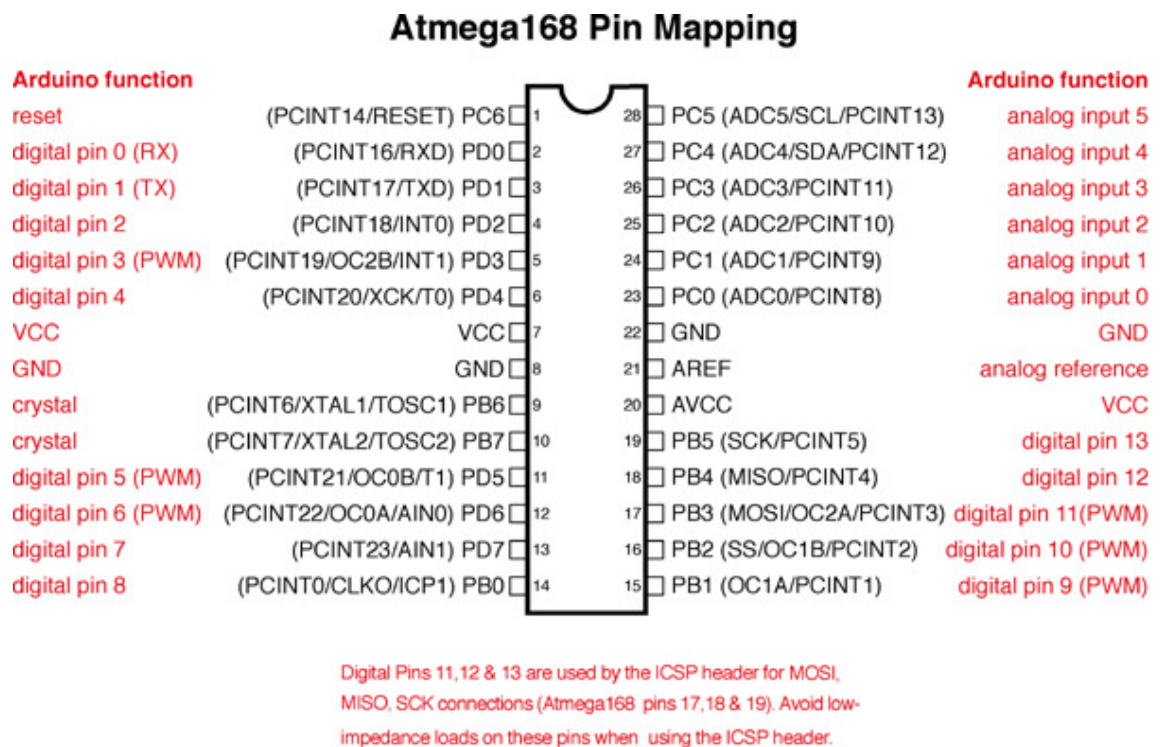 Atmega168 Pin Mapping
Arduino function Arduino function
reset (PCINT14/RESET) PC6 1 28 PC5 (ADC5/SCL/PCINT13) analog input 5
digital pin 0 (RX) (PCINT16/RXD) PD0 2 27 PC4 (ADC4/SDA/PCINT12) analog input 4
digital pin 1 (TX) (PCINT17/TXD) PD1 3 26 PC3 (ADC3/PCINT11) analog input 3
digital pin 2 (PCINT18/INT0) PD2 4 25 PC2 (ADC2/PCINT10) analog input 2
digital pin 3 (PWM) (PCINT19/OC2B/INT1) PD3 5 24 PC1 (ADC1/PCINT9) analog input 1
digital pin 4 (PCINT20/XCK/T0) PD4 6 23 PC0 (ADC0/PCINT8) analog input 0
VCC VCC 7 22 GND GND
GND GND 8 21 AREF analog reference
crystal (PCINT6/XTAL1/TOSC1) PB6 9 20 AVCC VCC
crystal (PCINT7/XTAL2/TOSC2) PB7 10 19 PB5 (SCK/PCINT5) digital pin 13
digital pin 5 (PWM) (PCINT21/OC0B/T1) PD5 11 18 PB4 (MISO/PCINT4) digital pin 12
digital pin 6 (PWM) (PCINT22/OC0A/AIN0) PD6 12 17 PB3 (MOSI/OC2A/PCINT3) digital pin 11(PWM)
digital pin 7 (PCINT23/AIN1) PD7 13 16 PB2 (SS/OC1B/PCINT2) digital pin 10 (PWM)
digital pin 8 (PCINT0/CLKO/ICP1) PB0 14 15 PB1 (OC1A/PCINT1) digital pin 9 (PWM)
Digital Pins 11,12 & 13 are used by the ICSP header for MOSI,
MISO, SCK connections (Atmega168 pins 17,18 & 19). Avoid low-
impedance loads on these pins when using the ICSP header.